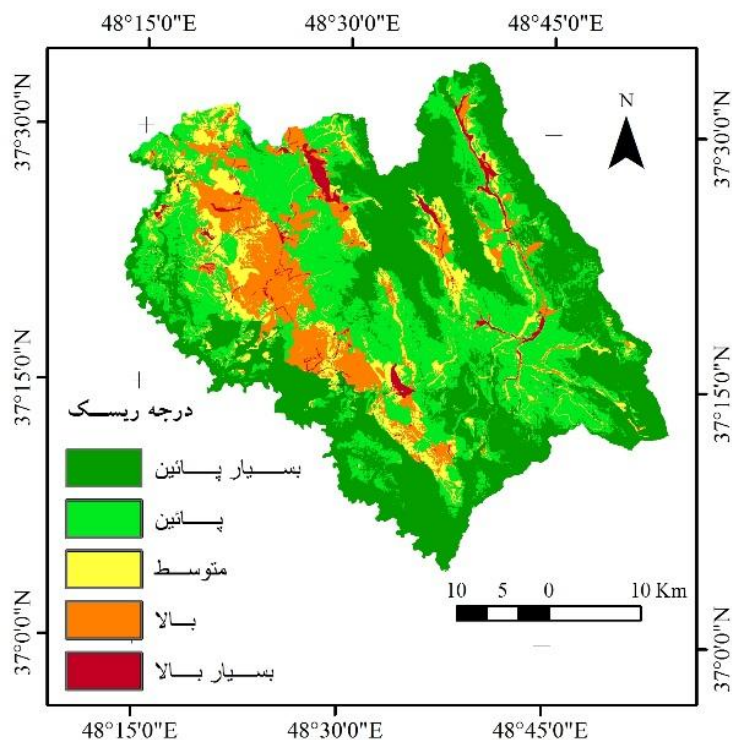 48°15'0"E 48°30'0"E 48°45'0"E
37°30'0"N
37°30'0"N
N
37°15'0"N
37°15'0"N
درجه ریسک
بسیار پائین
پائین
متوسط
بالا
بسیار بالا
10 5 0 10 Km
37°0'0"N
37°0'0"N
48°15'0"E 48°30'0"E 48°45'0"E